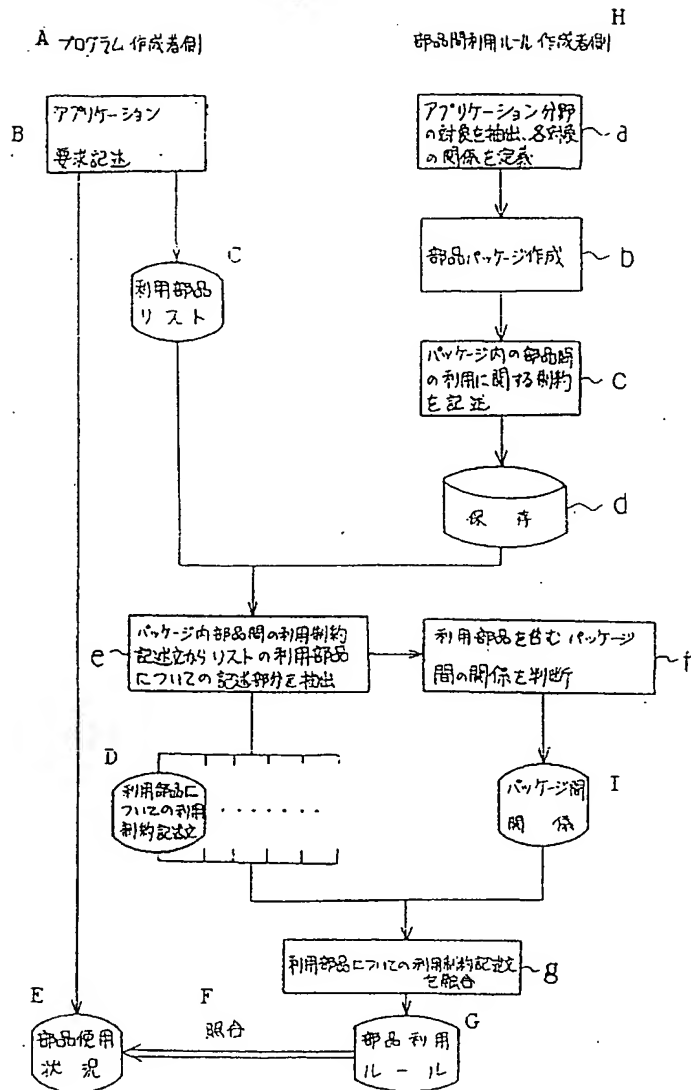 H
A プログラム作成者側
部品間利用ルール作成者側
B
アプリケーション
要求記述
アプリケーション分野
の対象を抽出、各対象
の関係を定義
a
C
利用部品
リスト
部品パッケージ作成
b
パッケージ内の部品間
の利用に関する制約
を記述
c
保存
d
e
パッケージ内部品間の利用制約
記述文からリストの利用部品
についての記述部分を抽出
利用部品を含むパッケージ
間の関係を判断
f
D
利用部品に
ついての利用
制約記述文
・・・・・・・
パッケージ間
関係
I
利用部品についての利用制約記述文
を照合
g
E
部品使用
状況
F
照合
G
部品利用
ルール